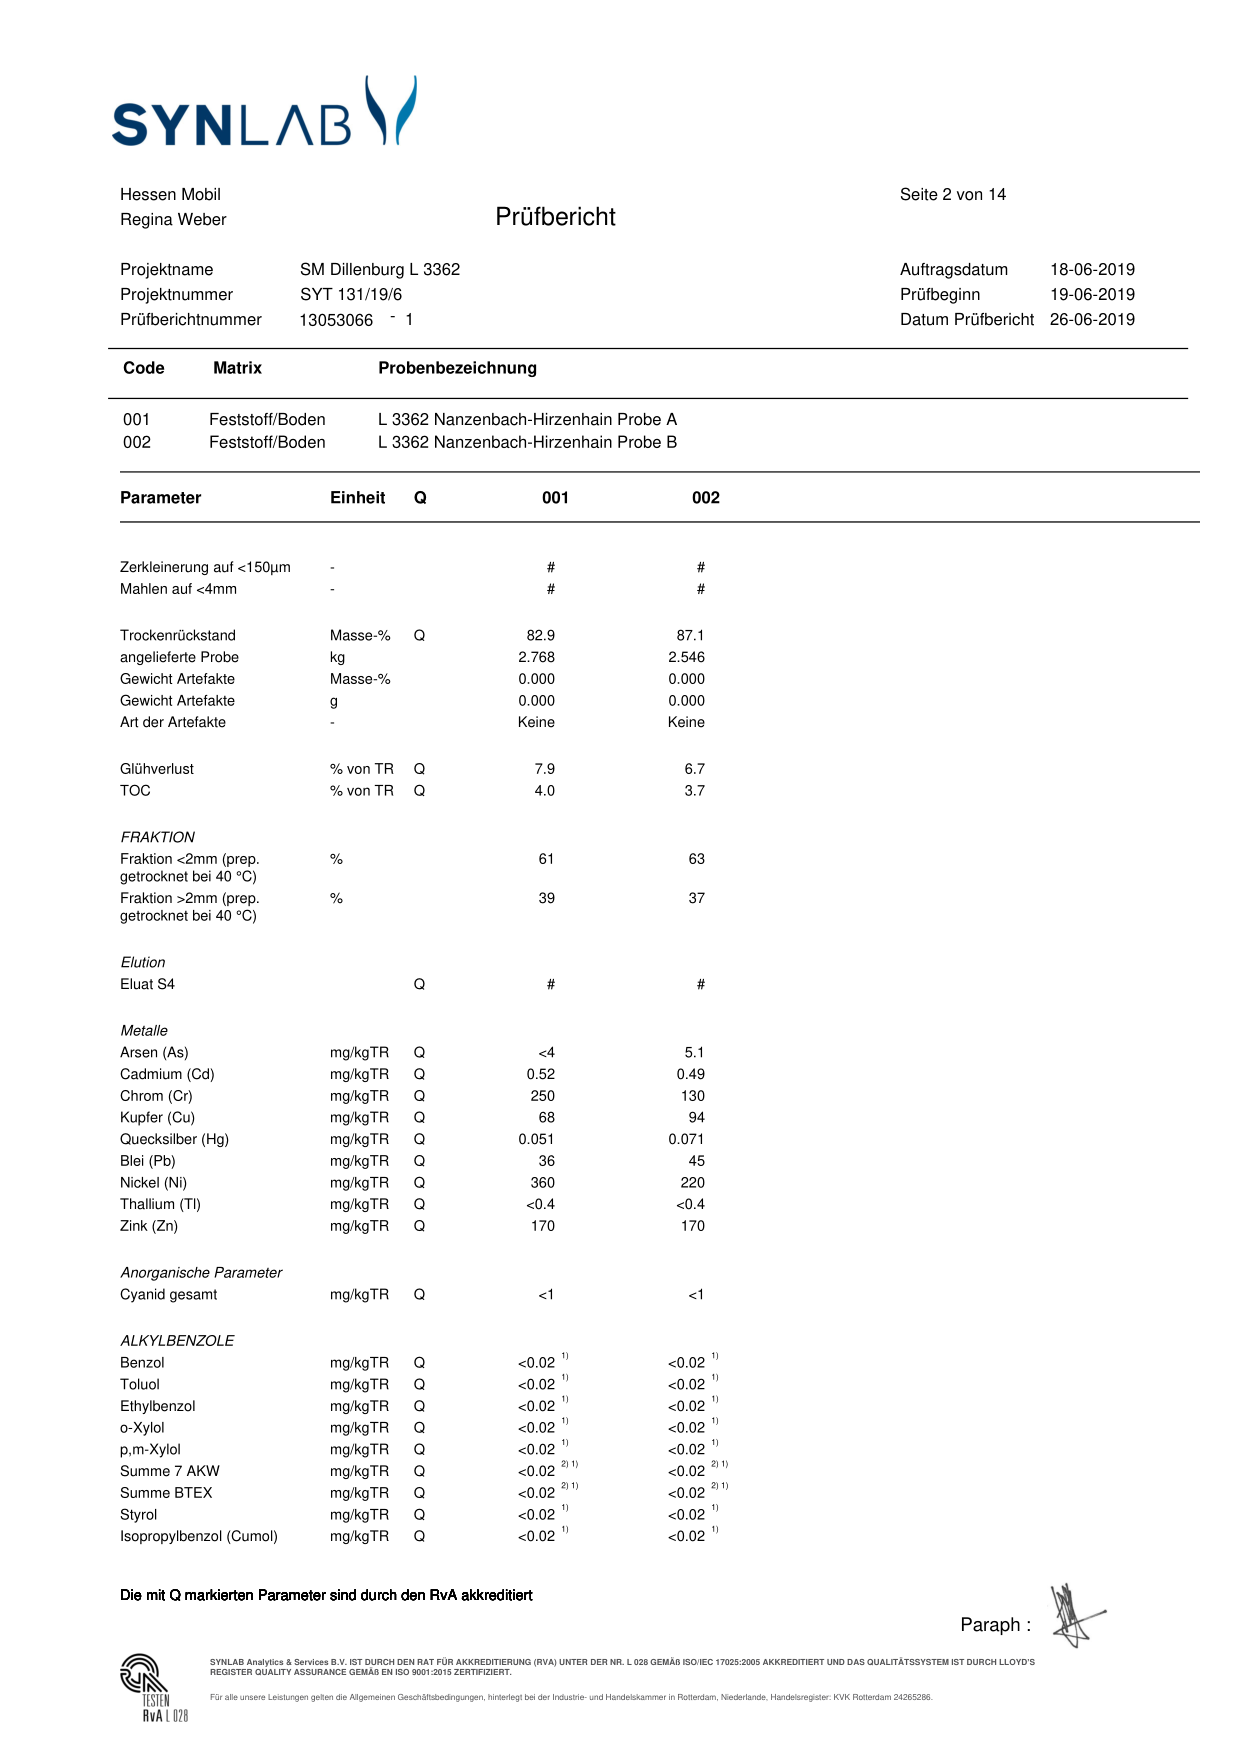 SYNLAB
Hessen Mobil Seite 2 von 14
Regina Weber Prüfbericht
Projektname SM Dillenburg L 3362 Auftragsdatum 18-06-2019
Projektnummer SYT 131/19/6 Prüfbeginn 19-06-2019
Prüfberichtnummer 13053066 - 1 Datum Prüfbericht 26-06-2019
Code Matrix Probenbezeichnung
001 Feststoff/Boden L 3362 Nanzenbach-Hirzenhain Probe A
002 Feststoff/Boden L 3362 Nanzenbach-Hirzenhain Probe B
Parameter Einheit Q 001 002
Zerkleinerung auf <150µm - # #
Mahlen auf <4mm - # #
Trockenrückstand Masse-% Q 82.9 87.1
angelieferte Probe kg 2.768 2.546
Gewicht Artefakte Masse-% 0.000 0.000
Gewicht Artefakte g 0.000 0.000
Art der Artefakte - Keine Keine
Glühverlust % von TR Q 7.9 6.7
TOC % von TR Q 4.0 3.7
FRAKTION
Fraktion <2mm (prep. % 61 63
getrocknet bei 40 °C)
Fraktion >2mm (prep. % 39 37
getrocknet bei 40 °C)
Elution
Eluat S4 Q # #
Metalle
Arsen (As) mg/kgTR Q <4 5.1
Cadmium (Cd) mg/kgTR Q 0.52 0.49
Chrom (Cr) mg/kgTR Q 250 130
Kupfer (Cu) mg/kgTR Q 68 94
Quecksilber (Hg) mg/kgTR Q 0.051 0.071
Blei (Pb) mg/kgTR Q 36 45
Nickel (Ni) mg/kgTR Q 360 220
Thallium (Tl) mg/kgTR Q <0.4 <0.4
Zink (Zn) mg/kgTR Q 170 170
Anorganische Parameter
Cyanid gesamt mg/kgTR Q <1 <1
ALKYLBENZOLE
Benzol mg/kgTR Q <0.02 1) <0.02 1)
Toluol mg/kgTR Q <0.02 1) <0.02 1)
Ethylbenzol mg/kgTR Q <0.02 1) <0.02 1)
o-Xylol mg/kgTR Q <0.02 1) <0.02 1)
p,m-Xylol mg/kgTR Q <0.02 1) <0.02 1)
Summe 7 AKW mg/kgTR Q <0.02 2) 1) <0.02 2) 1)
Summe BTEX mg/kgTR Q <0.02 2) 1) <0.02 2) 1)
Styrol mg/kgTR Q <0.02 1) <0.02 1)
Isopropylbenzol (Cumol) mg/kgTR Q <0.02 1) <0.02 1)
Die mit Q markierten Parameter sind durch den RvA akkreditiert
Paraph :
SYNLAB Analytics & Services B.V. IST DURCH DEN RAT FÜR AKKREDITIERUNG (RVA) UNTER DER NR. L 028 GEMÄß ISO/IEC 17025:2005 AKKREDITIERT UND DAS QUALITÄTSSYSTEM IST DURCH LLOYD'S
REGISTER QUALITY ASSURANCE GEMÄß EN ISO 9001:2015 ZERTIFIZIERT.
Für alle unsere Leistungen gelten die Allgemeinen Geschäftsbedingungen, hinterlegt bei der Industrie- und Handelskammer in Rotterdam, Niederlande, Handelsregister: KVK Rotterdam 24265286.
TESTEN
RvA L 028